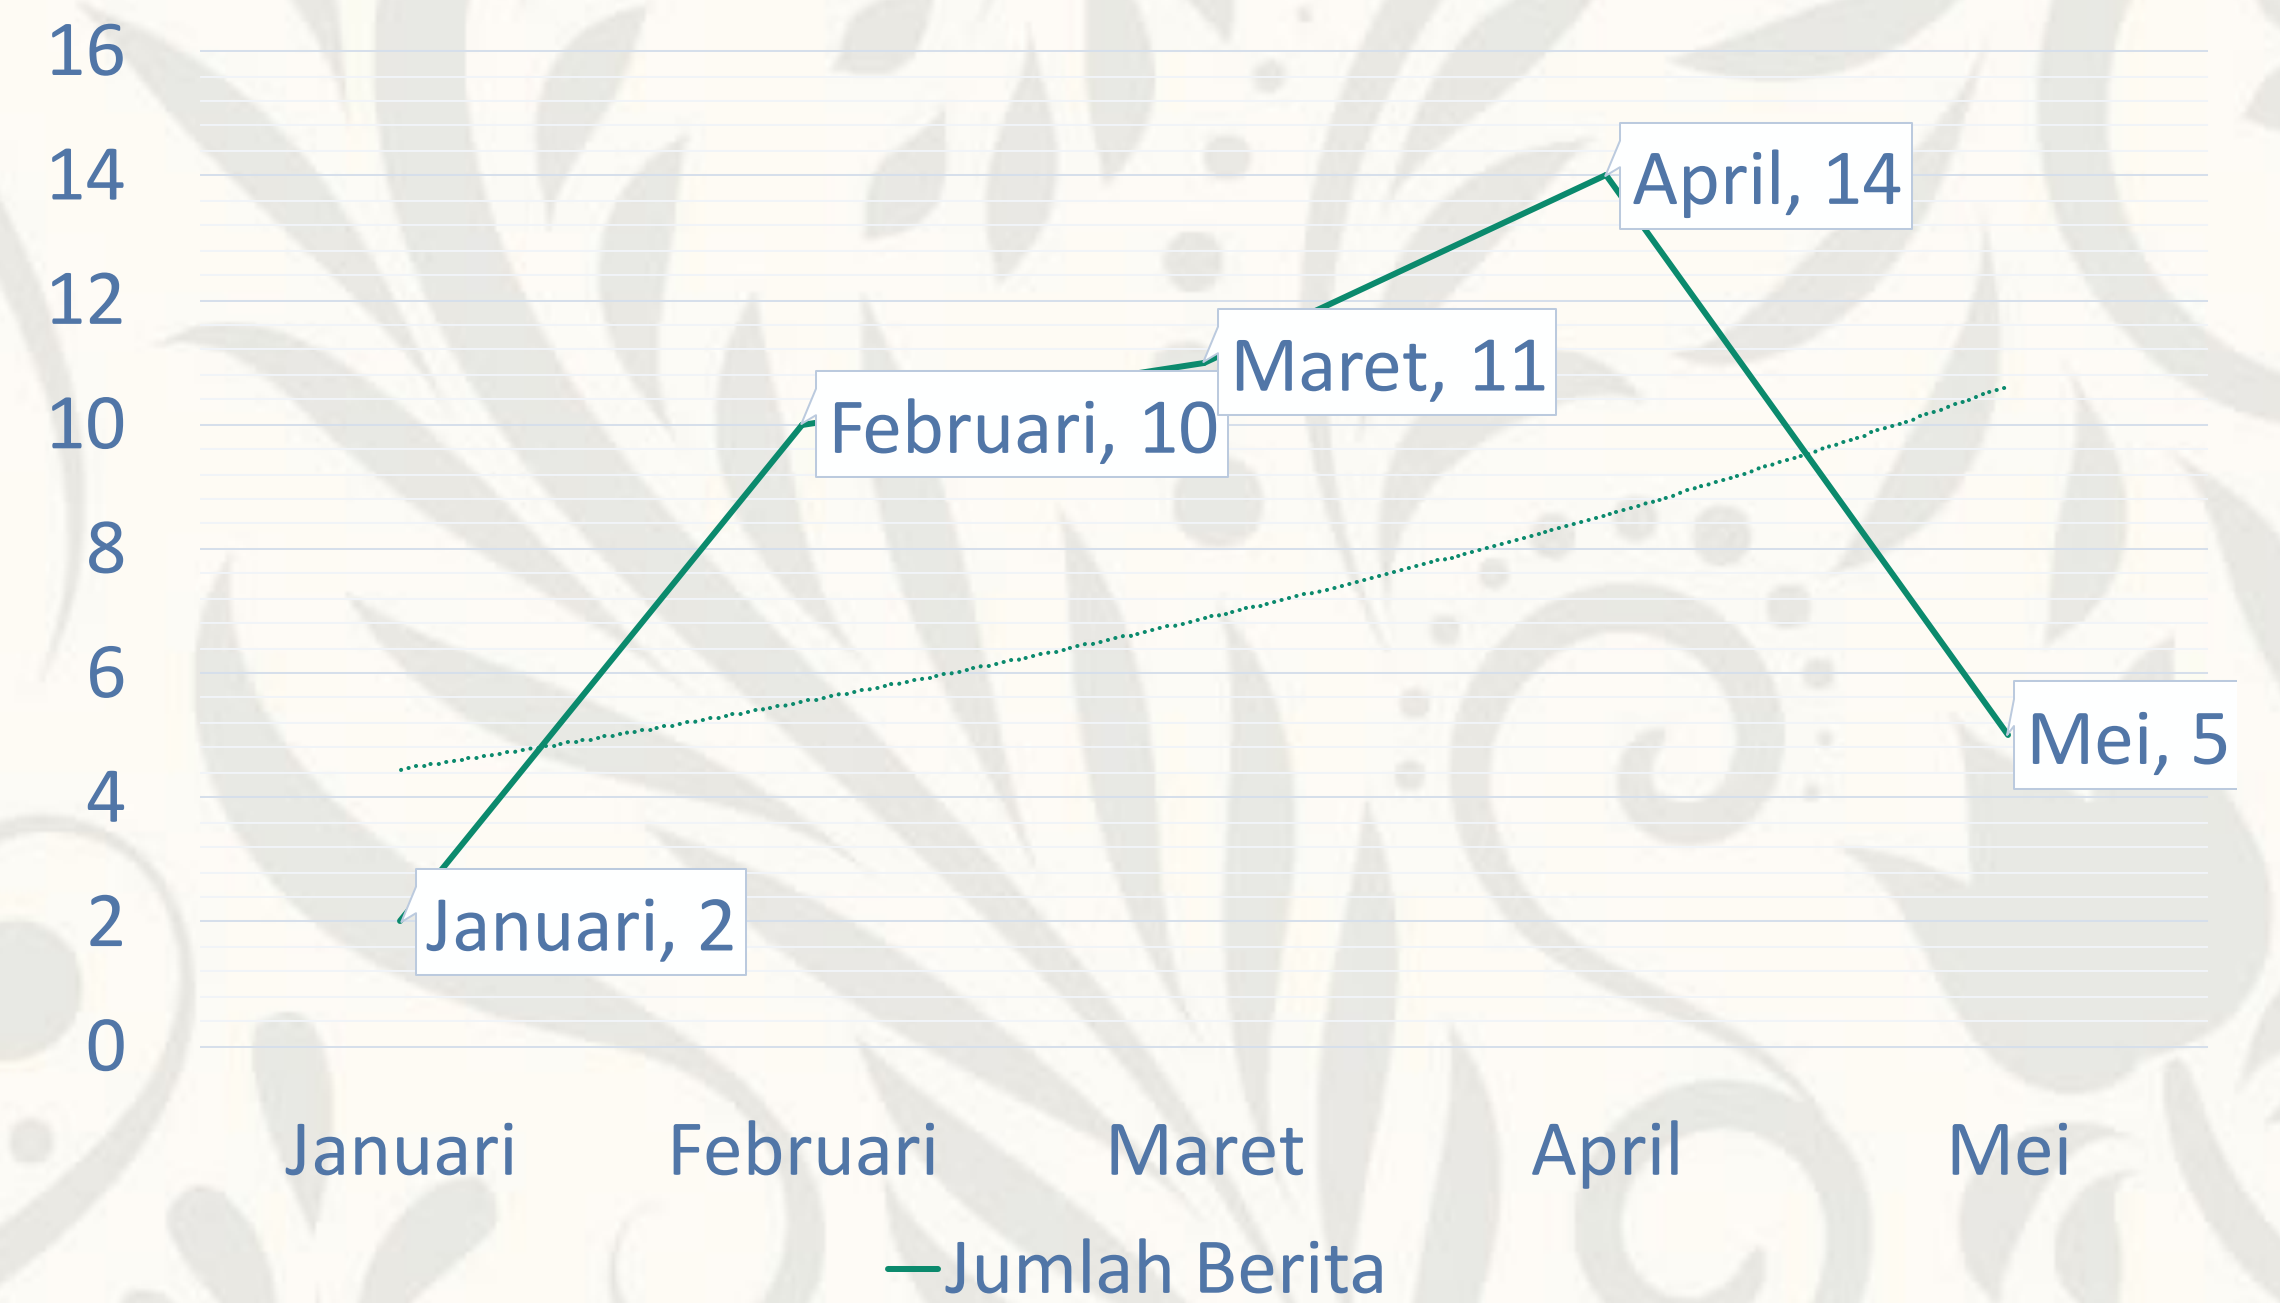 16
14
12
10
8
6
4
2
0
April, 14
Maret, 11
Februari, 10
Mei, 5
Januari, 2
Januari Februari Maret April Mei
Jumlah Berita